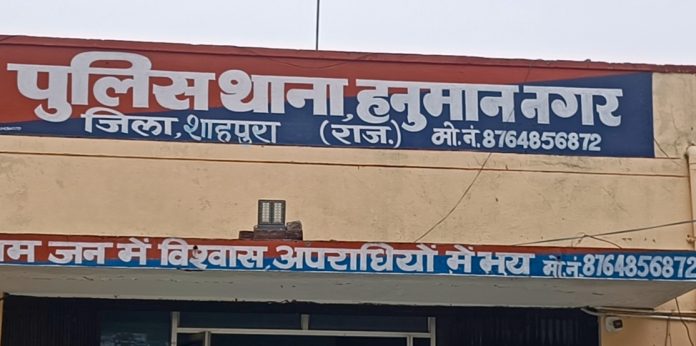 पुलिस थाना, हनुमान नगर
जिला, शाहपुरा (राज.) मो.नं. 8764856872
जन में विश्वास, अपराधियों में भय मो.नं. 8764856872